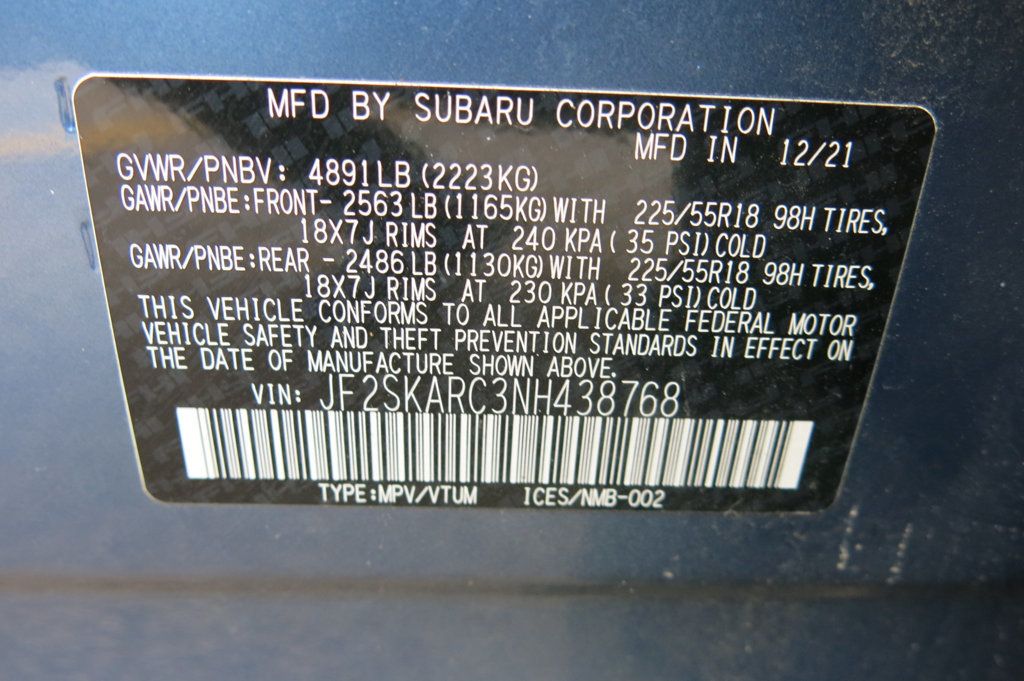 MFD BY SUBARU CORPORATION
MFD IN 12/21
GVWR/PNBV: 4891LB (2223KG)
GAWR/PNBE:FRONT- 2563 LB (1165KG) WITH 225/55R18 98H TIRES,
18X7J RIMS AT 240 KPA ( 35 PSI) COLD
GAWR/PNBE:REAR - 2486 LB (1130KG) WITH 225/55R18 98H TIRES,
18X7J RIMS AT 230 KPA ( 33 PSI) COLD
THIS VEHICLE CONFORMS TO ALL APPLICABLE FEDERAL MOTOR
VEHICLE SAFETY AND THEFT PREVENTION STANDARDS IN EFFECT ON
THE DATE OF MANUFACTURE SHOWN ABOVE.
VIN: JF2SKARC3NH438768
TYPE:MPV/VTUM ICES/NMB-002